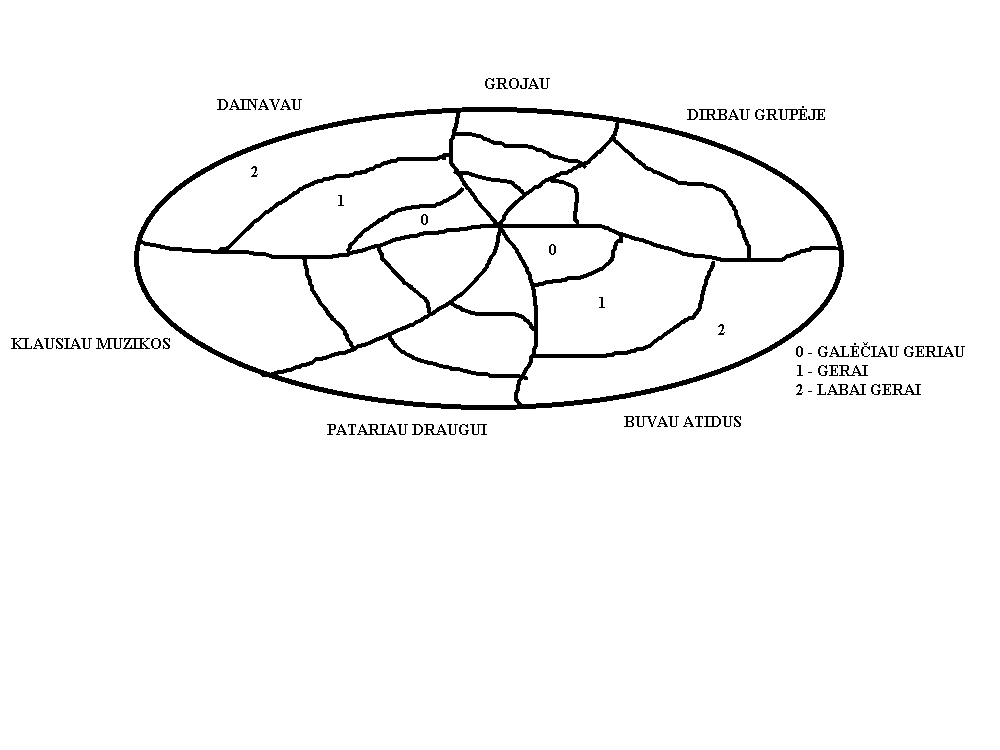 GROJAU
DAINAVAU
DIRBAU GRUPĖJE
2
1
0
0
1
2
KLAUSIAU MUZIKOS
0 - GALĖČIAU GERIAU
1 - GERAI
2 - LABAI GERAI
PATARIAU DRAUGUI
BUVAU ATIDUS